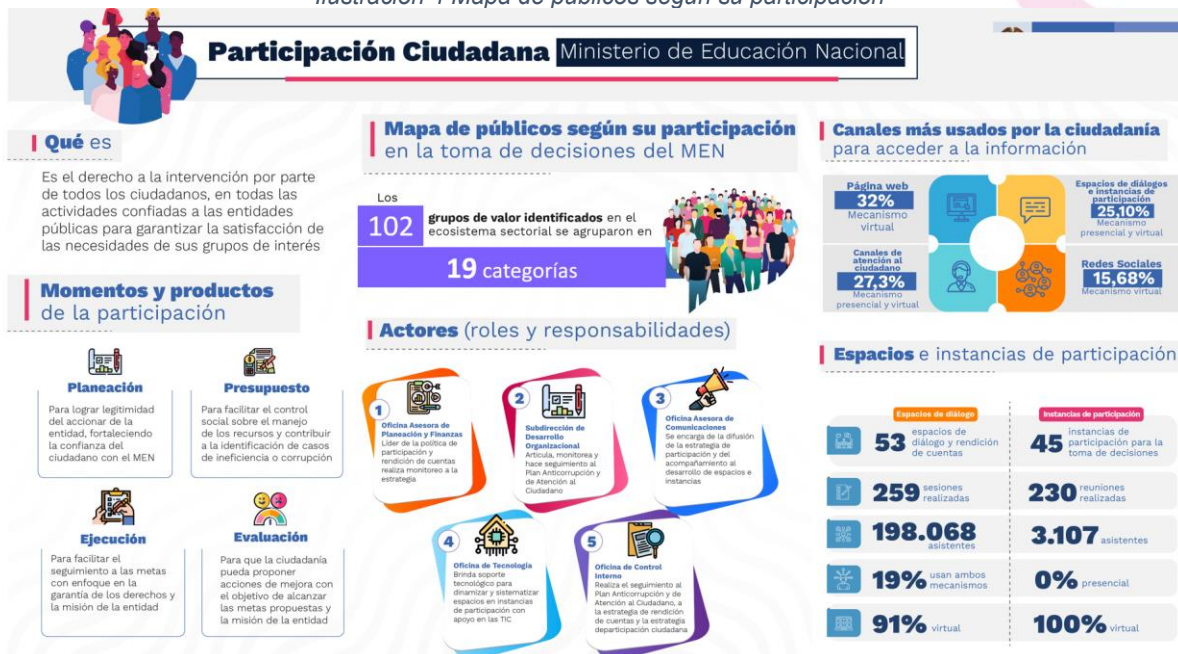 Ilustración 4 Mapa de públicos según su participación
Participación Ciudadana Ministerio de Educación Nacional
Qué es
Es el derecho a la intervención por parte
de todos los ciudadanos, en todas las
actividades confiadas a las entidades
públicas para garantizar la satisfacción de
las necesidades de sus grupos de interés
Momentos y productos
de la participación
Planeación
Para lograr legitimidad
del accionar de la
entidad, fortaleciendo
la confianza del
ciudadano con el MEN
Presupuesto
Para facilitar el control
social sobre el manejo
de los recursos y contribuir
a la identificación de casos
de ineficiencia o corrupción
Ejecución
Para facilitar el
seguimiento a las metas
con enfoque en la
garantía de los derechos y
la misión de la entidad
Evaluación
Para que la ciudadanía
pueda proponer
acciones de mejora con
el objetivo de alcanzar
las metas propuestas y
la misión de la entidad
Mapa de públicos según su participación
en la toma de decisiones del MEN
Los
102
grupos de valor identificados en el
ecosistema sectorial se agruparon en
19 categorías
Actores (roles y responsabilidades)
1
Oficina Asesora de
Planeación y Finanzas
Líder de la política de
participación y
rendición de cuentas
realiza monitoreo a la
estrategia
2
Subdirección de
Desarrollo
Organizacional
Articula, monitorea y
hace seguimiento al
Plan Anticorrupción y
de Atención al
Ciudadano
3
Oficina Asesora de
Comunicaciones
Se encarga de la difusión
de la estrategia de
participación y del
acompañamiento al
desarrollo de espacios e
instancias
4
Oficina de Tecnología
Brinda soporte
tecnológico para
dinamizar y sistematizar
espacios en instancias
de participación con
apoyo en las TIC
5
Oficina de Control
Interno
Realiza el seguimiento al
Plan Anticorrupción y de
Atención al Ciudadano, a
la estrategia de rendición
de cuentas y la estrategia
departicipación ciudadana
Canales más usados por la ciudadanía
para acceder a la información
Página web
32%
Mecanismo
virtual
Espacios de diálogos
e instancias de
participación
25,10%
Mecanismo
presencial y virtual
Canales de
atención al
ciudadano
27,3%
Mecanismo
presencial y virtual
Redes Sociales
15,68%
Mecanismo virtual
Espacios e instancias de participación
Espacios de diálogo
53 espacios de
diálogo y rendición
de cuentas
259 sesiones
realizadas
198.068
asistentes
19% usan ambos
mecanismos
91% virtual
Instancias de participación
45 instancias de
participación para la
toma de decisiones
230 reuniones
realizadas
3.107 asistentes
0% presencial
100% virtual